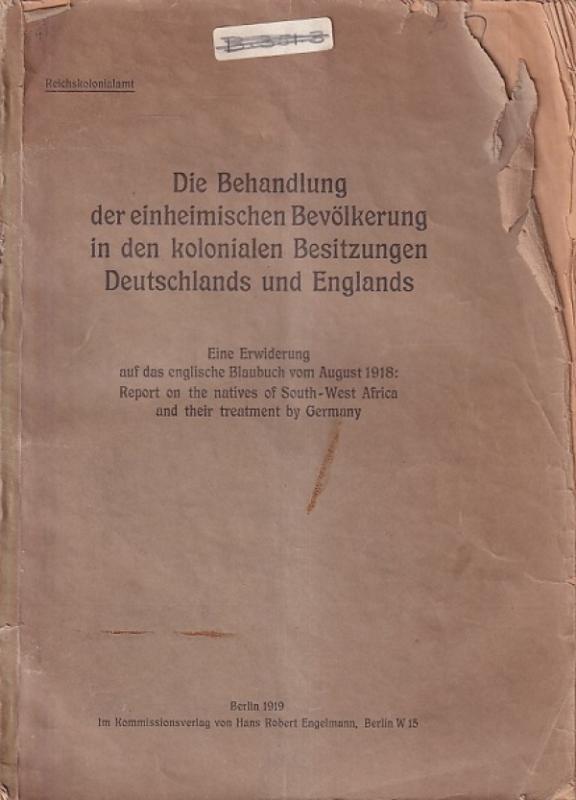 B.351.3
Reichskolonialamt
Die Behandlung
der einheimischen Bevölkerung
in den kolonialen Besitzungen
Deutschlands und Englands
Eine Erwiderung
auf das englische Blaubuch vom August 1918:
Report on the natives of South-West Africa
and their treatment by Germany
Berlin 1919
Im Kommissionsverlag von Hans Robert Engelmann, Berlin W 15